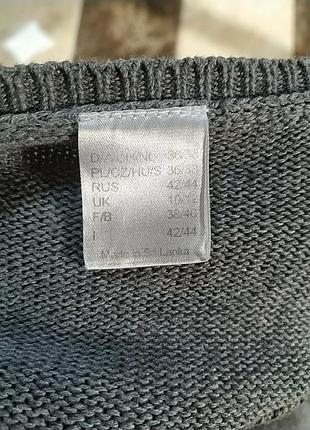 D/A/CH/NL 36/38
PL/CZ/HU/S 36/38
RUS 42/44
UK 10/12
F/B 38/40
I 42/44
Made in Sri Lanka